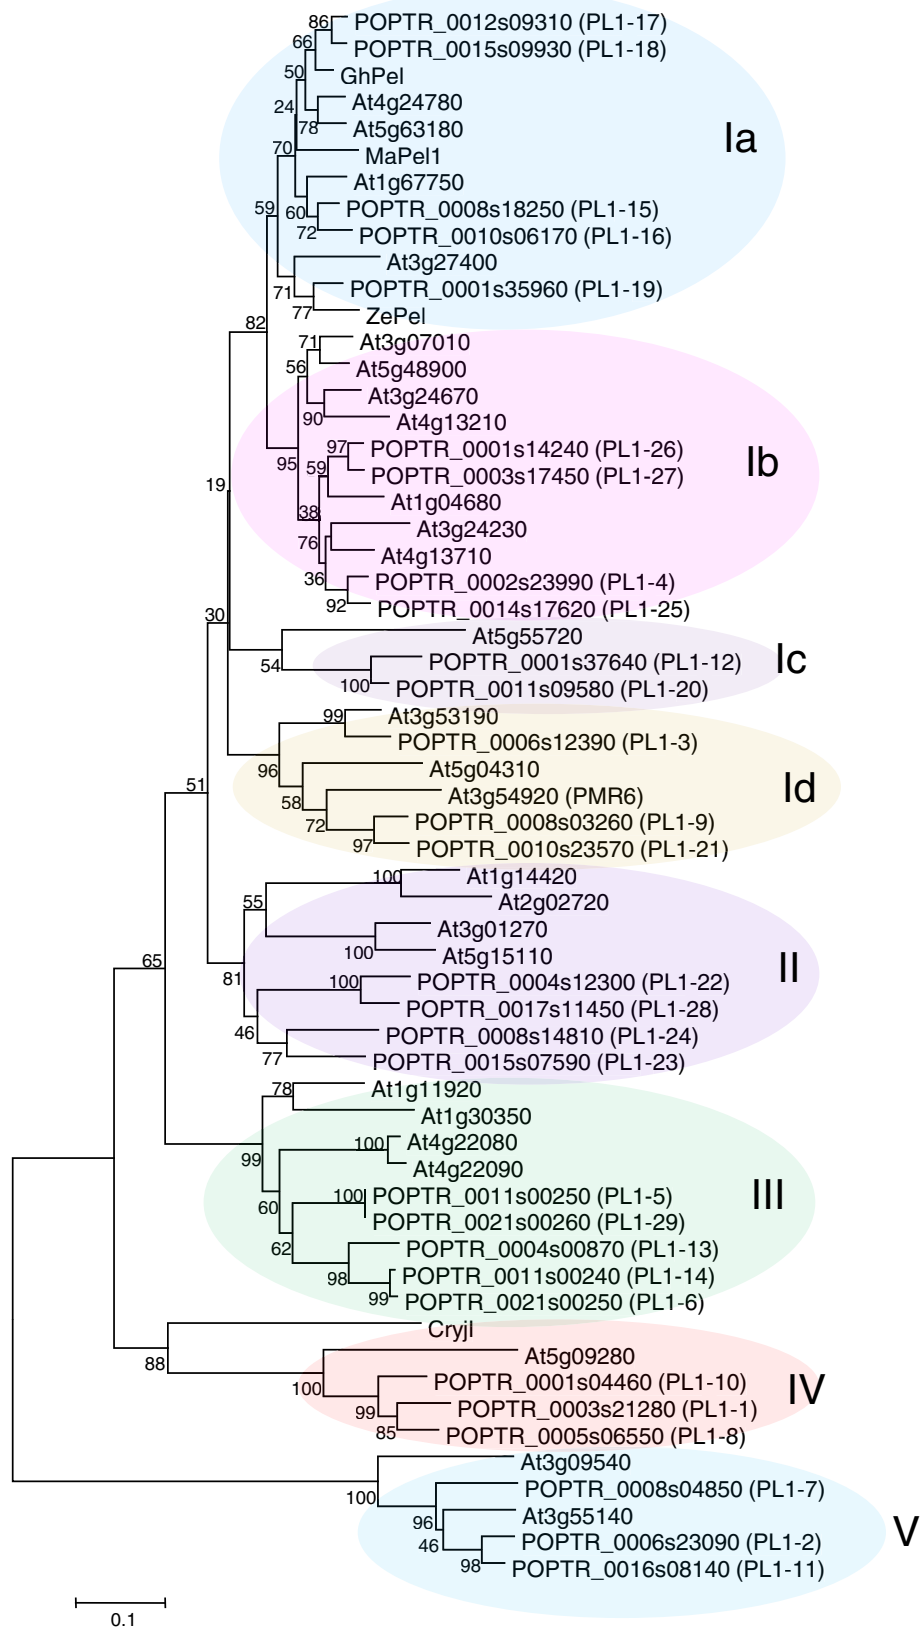 86 POPTR_0012s09310 (PL1-17)
66 POPTR_0015s09930 (PL1-18)
50 GhPel
24 At4g24780
78 At5g63180
Ia
70 MaPel1
At1g67750
59 60 POPTR_0008s18250 (PL1-15)
72 POPTR_0010s06170 (PL1-16)
At3g27400
71 POPTR_0001s35960 (PL1-19)
77 ZePel
82
71 At3g07010
56 At5g48900
At3g24670
90 At4g13210
97 POPTR_0001s14240 (PL1-26)
95 59 POPTR_0003s17450 (PL1-27)
Ib
19 At1g04680
38 At3g24230
76 At4g13710
36 POPTR_0002s23990 (PL1-4)
92 POPTR_0014s17620 (PL1-25)
30
At5g55720
54 POPTR_0001s37640 (PL1-12)
Ic
100 POPTR_0011s09580 (PL1-20)
99 At3g53190
POPTR_0006s12390 (PL1-3)
96 At5g04310
Id
51
58 At3g54920 (PMR6)
72 POPTR_0008s03260 (PL1-9)
97 POPTR_0010s23570 (PL1-21)
100 At1g14420
55 At2g02720
At3g01270
100 At5g15110
65
II
81 100 POPTR_0004s12300 (PL1-22)
POPTR_0017s11450 (PL1-28)
46 POPTR_0008s14810 (PL1-24)
77 POPTR_0015s07590 (PL1-23)
78 At1g11920
At1g30350
100 At4g22080
99 At4g22090
100 POPTR_0011s00250 (PL1-5)
III
60 POPTR_0021s00260 (PL1-29)
62 POPTR_0004s00870 (PL1-13)
98 POPTR_0011s00240 (PL1-14)
99 POPTR_0021s00250 (PL1-6)
CryjI
88 At5g09280
100 POPTR_0001s04460 (PL1-10)
IV
99 POPTR_0003s21280 (PL1-1)
85 POPTR_0005s06550 (PL1-8)
At3g09540
100 POPTR_0008s04850 (PL1-7)
96 At3g55140
V
46 POPTR_0006s23090 (PL1-2)
98 POPTR_0016s08140 (PL1-11)
0.1